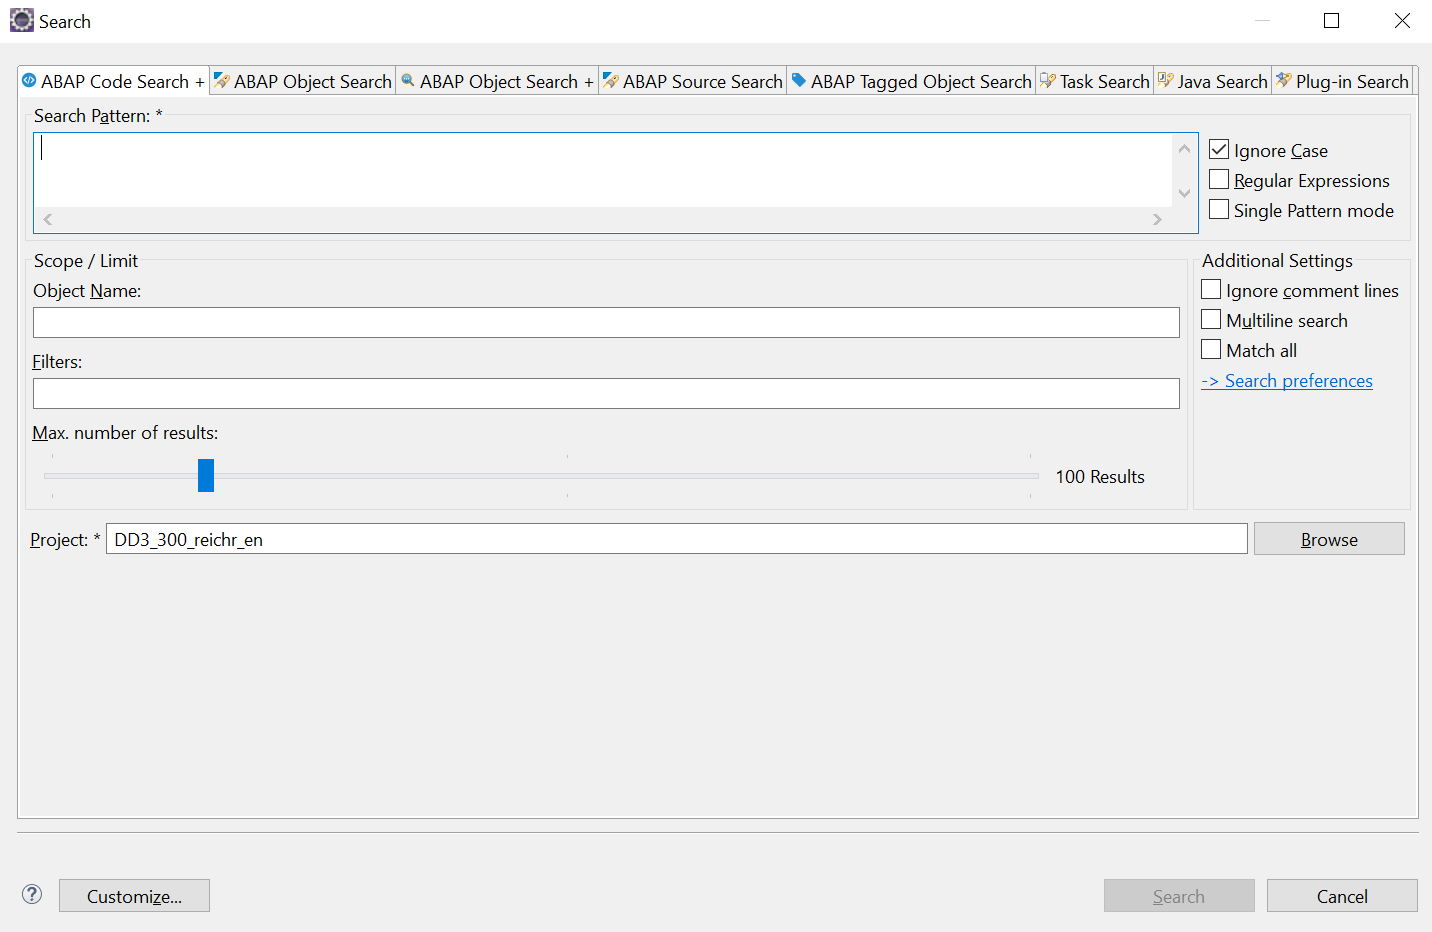 Search
ABAP Code Search + ABAP Object Search ABAP Object Search + ABAP Source Search ABAP Tagged Object Search Task Search Java Search Plug-in Search
Search Pattern: *
Ignore Case
Regular Expressions
Single Pattern mode
Scope / Limit
Object Name:
Filters:
Max. number of results:
100 Results
Additional Settings
Ignore comment lines
Multiline search
Match all
-> Search preferences
Project: * DD3_300_reichr_en Browse
? Customize... Search Cancel